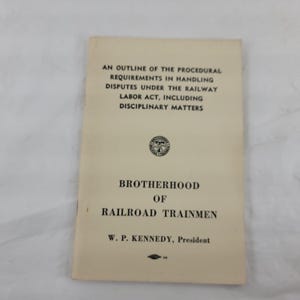 AN OUTLINE OF THE PROCEDURAL
REQUIREMENTS IN HANDLING
DISPUTES UNDER THE RAILWAY
LABOR ACT, INCLUDING
DISCIPLINARY MATTERS
BROTHERHOOD
OF
RAILROAD TRAINMEN
W. P. KENNEDY, President